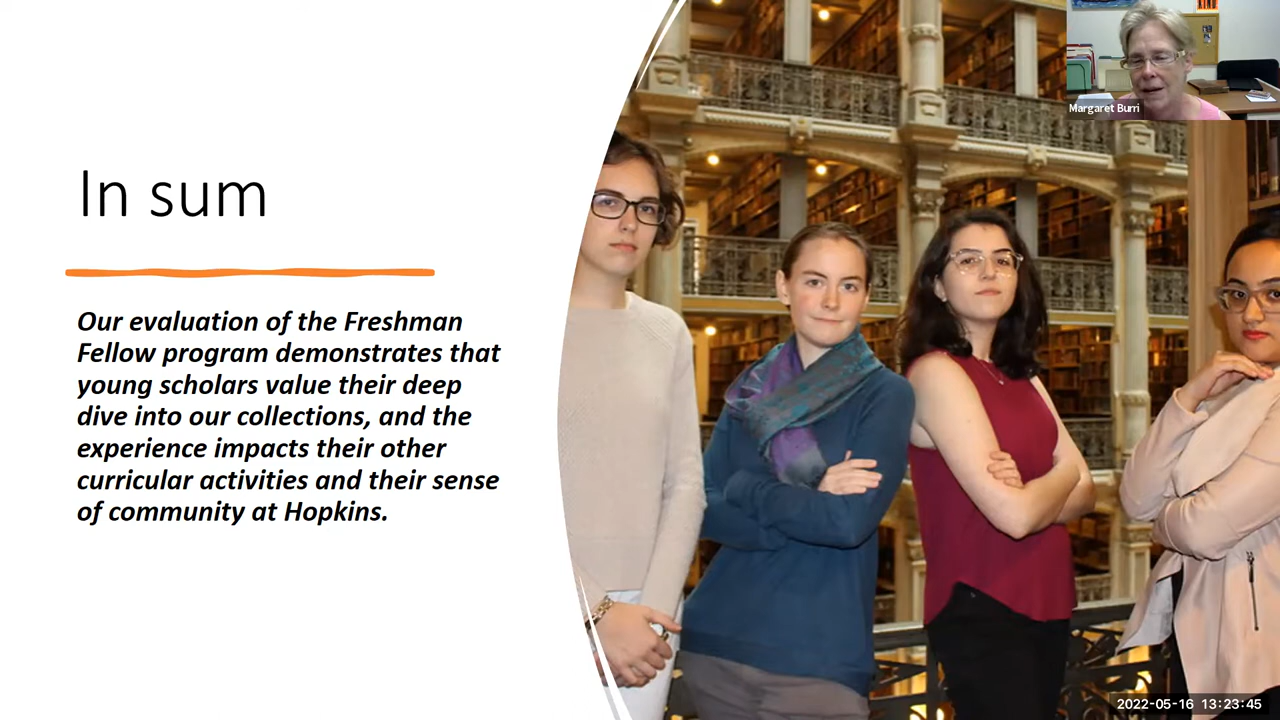 In sum
Our evaluation of the Freshman
Fellow program demonstrates that
young scholars value their deep
dive into our collections, and the
experience impacts their other
curricular activities and their sense
of community at Hopkins.
Margaret Burri
2022-05-16 13:23:45